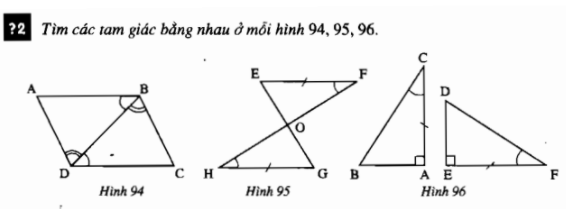 ?2 Tìm các tam giác bằng nhau ở mỗi hình 94, 95, 96.
A B D C
E F O H G
C B A
D E F
Hình 94 Hình 95 Hình 96